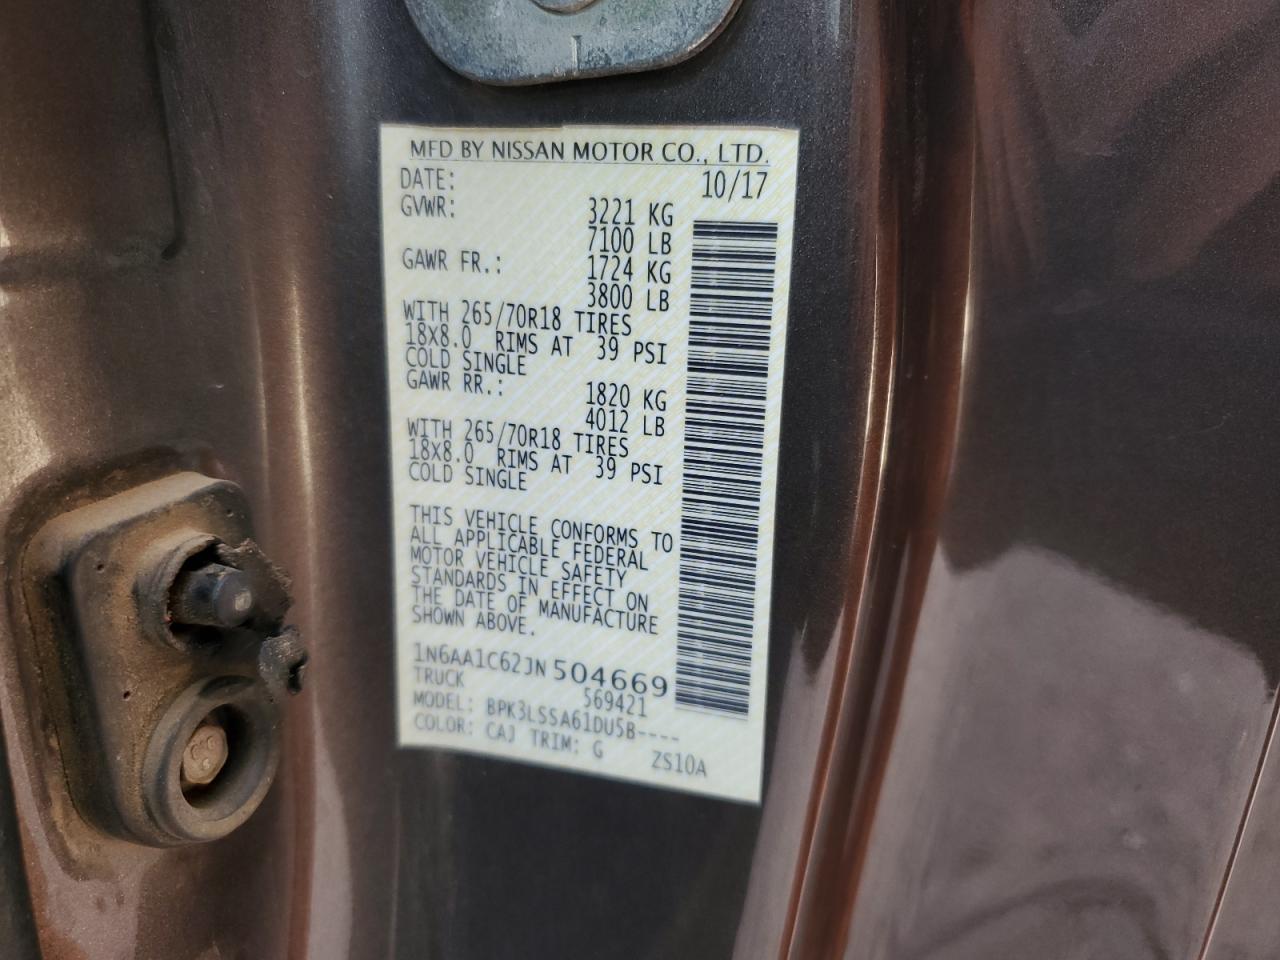 MFD BY NISSAN MOTOR CO., LTD.
DATE: 10/17
GVWR: 3221 KG
7100 LB
GAWR FR.: 1724 KG
3800 LB
WITH 265/70R18 TIRES
18X8.0 RIMS AT 39 PSI
COLD SINGLE
GAWR RR.: 1820 KG
4012 LB
WITH 265/70R18 TIRES
18X8.0 RIMS AT 39 PSI
COLD SINGLE
THIS VEHICLE CONFORMS TO
ALL APPLICABLE FEDERAL
MOTOR VEHICLE SAFETY
STANDARDS IN EFFECT ON
THE DATE OF MANUFACTURE
SHOWN ABOVE.
1N6AA1C62JN504669
TRUCK 569421
MODEL: BPK3LSSA61DU5B----
COLOR: CAJ TRIM: G ZS10A